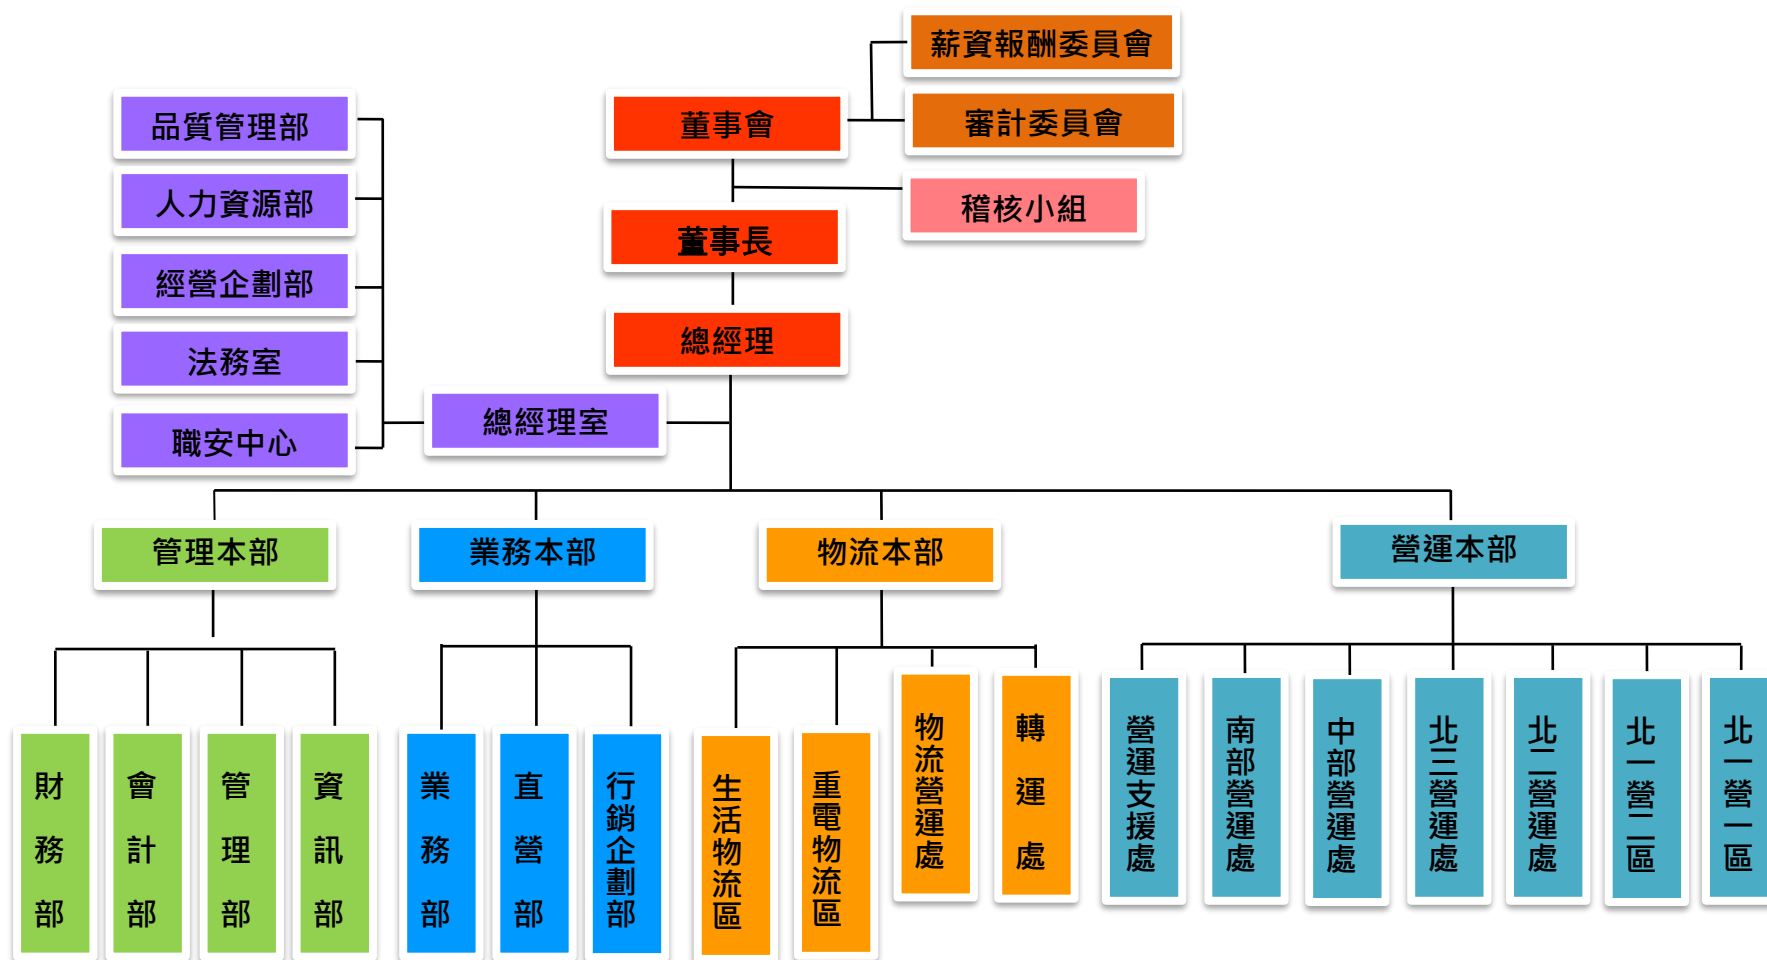 薪資報酬委員會
審計委員會
董事會
稽核小組
董事長
總經理
品質管理部
人力資源部
經營企劃部
法務室
職安中心
總經理室
管理本部
業務本部
物流本部
營運本部
財務部
會計部
管理部
資訊部
業務部
直營部
行銷企劃部
生活物流區
重電物流區
物流營運處
轉運處
營運支援處
南部營運處
中部營運處
北三營運處
北二營運處
北一營二區
北一營一區